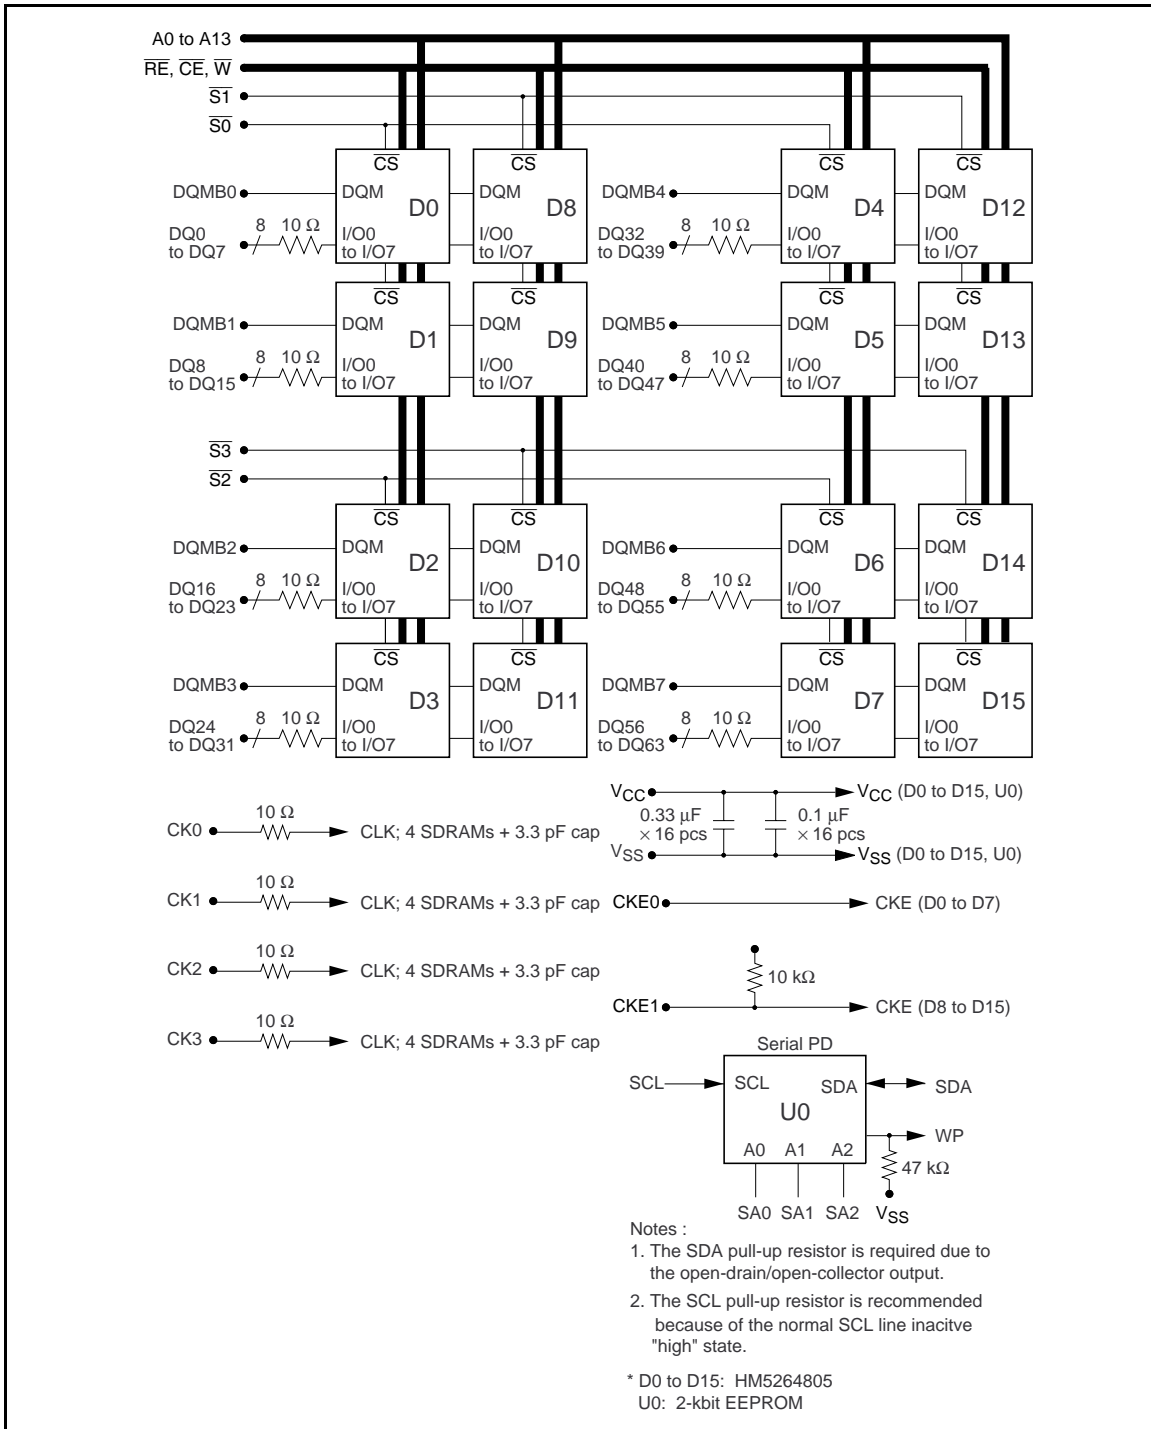 A0 to A13
RE, CE, W
S1
S0
CS CS CS CS
DQMB0 DQM D0 DQM D8 DQMB4 DQM D4 DQM D12
DQ0 to DQ7 8 10 Ω I/O0 to I/O7 I/O0 to I/O7 DQ32 to DQ39 8 10 Ω I/O0 to I/O7 I/O0 to I/O7
CS CS CS CS
DQMB1 DQM D1 DQM D9 DQMB5 DQM D5 DQM D13
DQ8 to DQ15 8 10 Ω I/O0 to I/O7 I/O0 to I/O7 DQ40 to DQ47 8 10 Ω I/O0 to I/O7 I/O0 to I/O7
S3
S2
CS CS CS CS
DQMB2 DQM D2 DQM D10 DQMB6 DQM D6 DQM D14
DQ16 to DQ23 8 10 Ω I/O0 to I/O7 I/O0 to I/O7 DQ48 to DQ55 8 10 Ω I/O0 to I/O7 I/O0 to I/O7
CS CS CS CS
DQMB3 DQM D3 DQM D11 DQMB7 DQM D7 DQM D15
DQ24 to DQ31 8 10 Ω I/O0 to I/O7 I/O0 to I/O7 DQ56 to DQ63 8 10 Ω I/O0 to I/O7 I/O0 to I/O7
CK0 10 Ω CLK; 4 SDRAMs + 3.3 pF cap
CK1 10 Ω CLK; 4 SDRAMs + 3.3 pF cap
CK2 10 Ω CLK; 4 SDRAMs + 3.3 pF cap
CK3 10 Ω CLK; 4 SDRAMs + 3.3 pF cap
VCC VCC (D0 to D15, U0)
0.33 μF × 16 pcs 0.1 μF × 16 pcs
VSS VSS (D0 to D15, U0)
CKE0 CKE (D0 to D7)
10 kΩ
CKE1 CKE (D8 to D15)
Serial PD
SCL SCL SDA SDA
U0
WP
A0 A1 A2 47 kΩ
SA0 SA1 SA2 VSS
Notes :
1. The SDA pull-up resistor is required due to
the open-drain/open-collector output.
2. The SCL pull-up resistor is recommended
because of the normal SCL line inacitve
"high" state.
* D0 to D15: HM5264805
U0: 2-kbit EEPROM